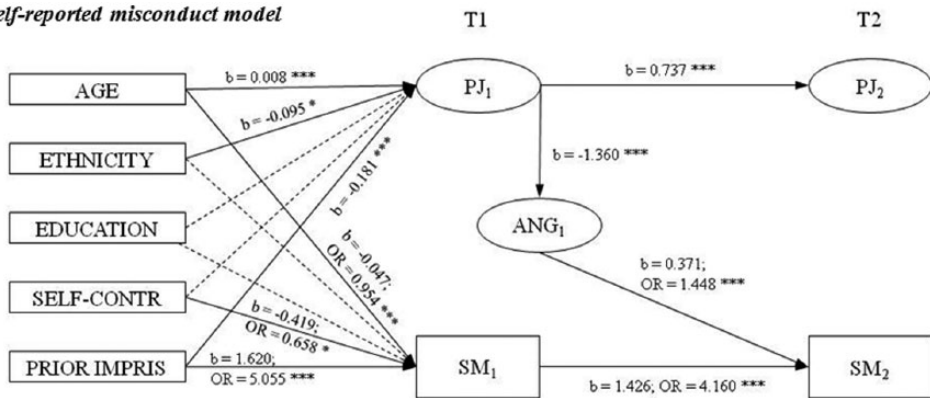 elf-reported misconduct model
T1
T2
AGE
ETHNICITY
EDUCATION
SELF-CONTR
PRIOR IMPRIS
b = 0.008 ***
b = -0.095 *
b = -0.181 ***
b = -0.047;
OR = 0.954 ***
b = -0.419;
OR = 0.658 *
b = 1.620;
OR = 5.055 ***
PJ₁
b = 0.737 ***
PJ₂
b = -1.360 ***
ANG₁
b = 0.371;
OR = 1.448 ***
SM₁
b = 1.426; OR = 4.160 ***
SM₂